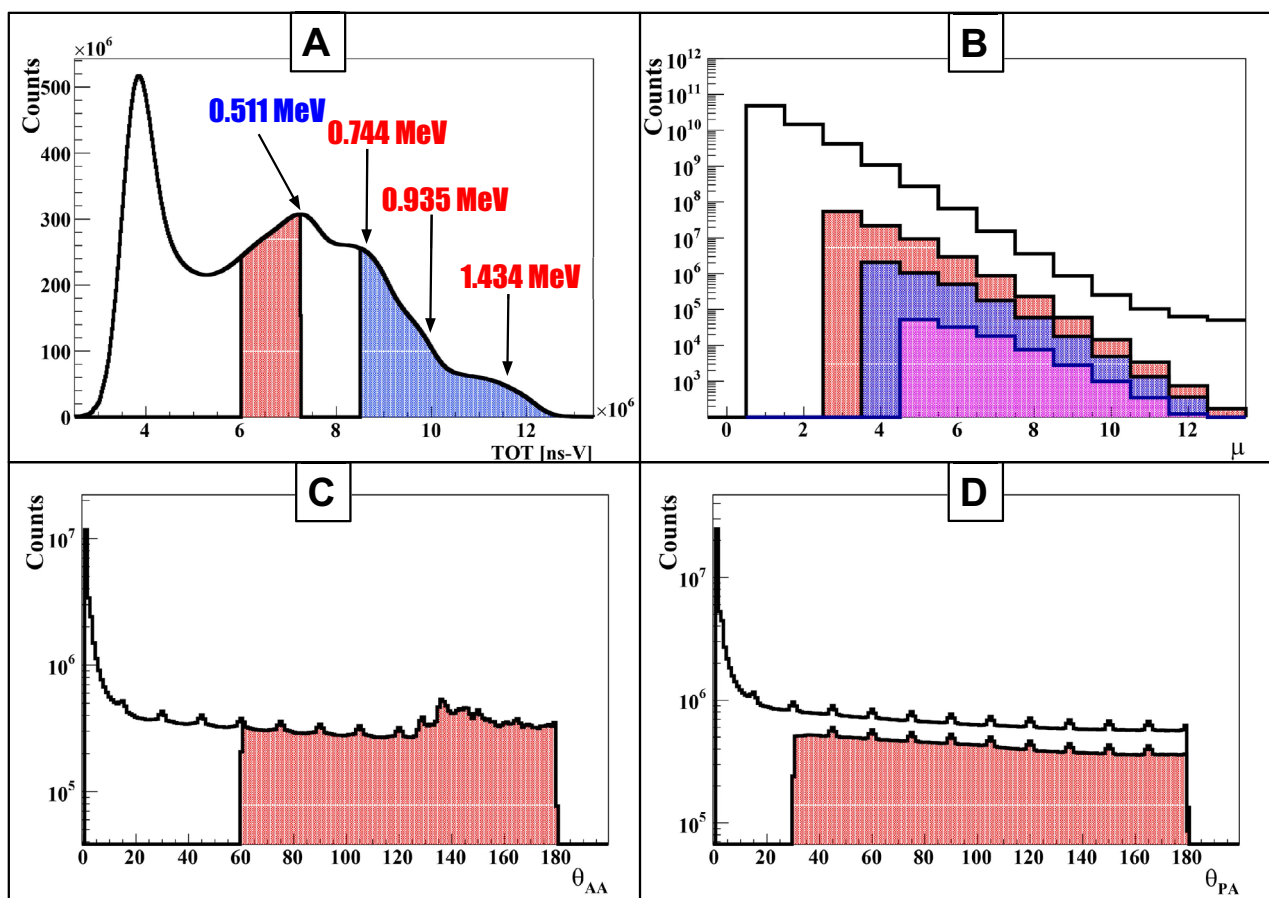 A
×10⁶
Counts
500
400
300
200
100
0
0.511 MeV
0.744 MeV
0.935 MeV
1.434 MeV
4 6 8 10 12
×10⁶
TOT [ns-V]
B
Counts
10¹²
10¹¹
10¹⁰
10⁹
10⁸
10⁷
10⁶
10⁵
10⁴
10³
0 2 4 6 8 10 12
μ
C
Counts
10⁷
10⁶
10⁵
0 20 40 60 80 100 120 140 160 180
θ_AA
D
Counts
10⁷
10⁶
10⁵
0 20 40 60 80 100 120 140 160 180
θ_PA